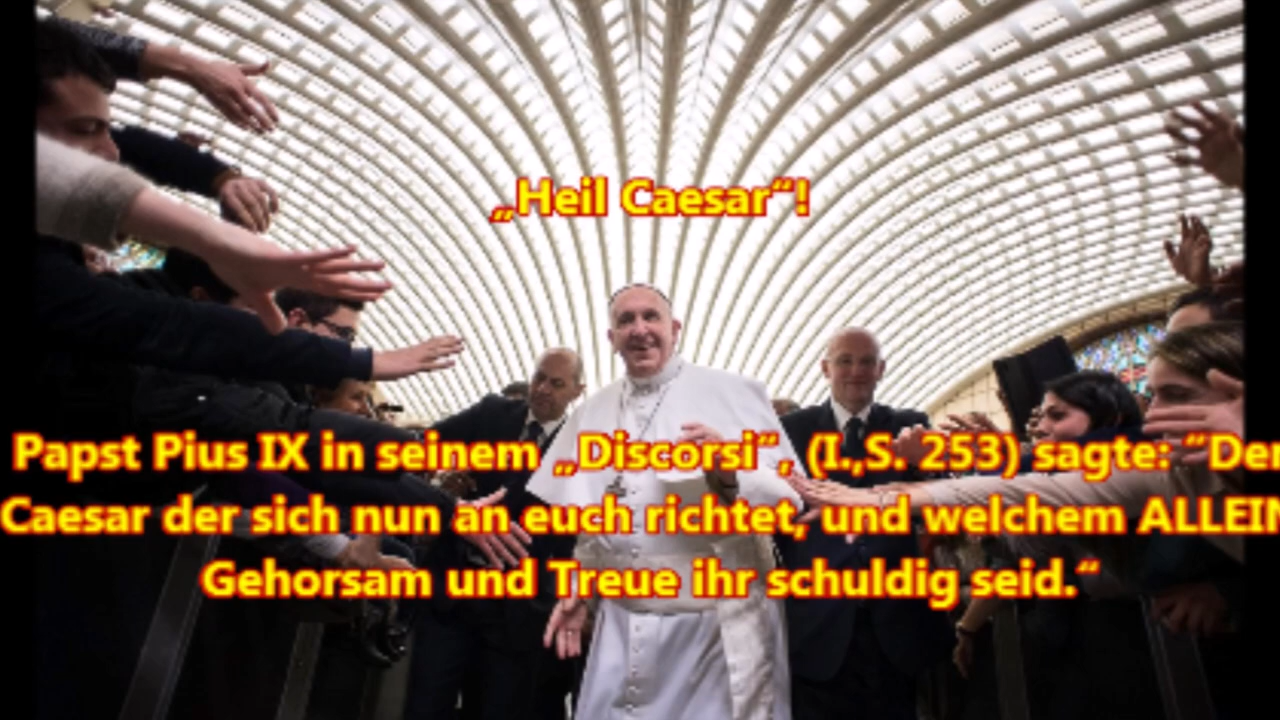 „Heil Caesar“!
Papst Pius IX in seinem „Discorsi“, (I.,S. 253) sagte: “Der
Caesar der sich nun an euch richtet, und welchem ALLEIN
Gehorsam und Treue ihr schuldig seid.“